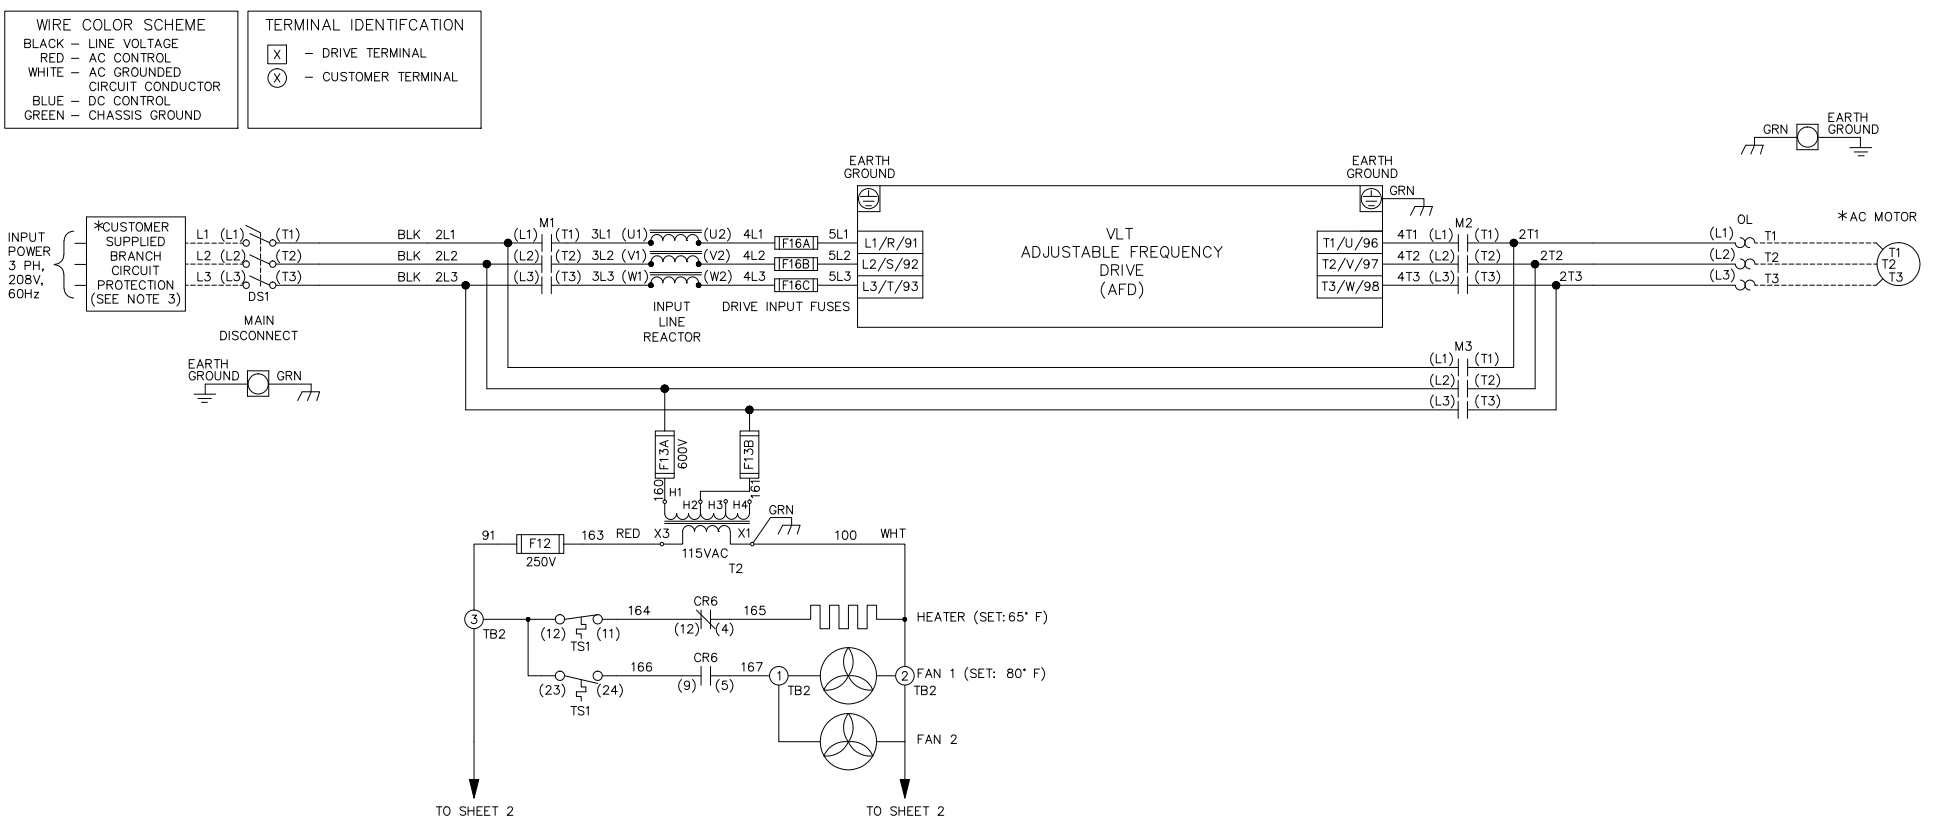 WIRE COLOR SCHEME
BLACK – LINE VOLTAGE
RED – AC CONTROL
WHITE – AC GROUNDED
CIRCUIT CONDUCTOR
BLUE – DC CONTROL
GREEN – CHASSIS GROUND
TERMINAL IDENTIFCATION
X – DRIVE TERMINAL
X – CUSTOMER TERMINAL
GRN
EARTH
GROUND
INPUT
POWER
3 PH,
208V,
60Hz
*CUSTOMER
SUPPLIED
BRANCH
CIRCUIT
PROTECTION
(SEE NOTE 3)
L1 (L1) (T1)
L2 (L2) (T2)
L3 (L3) (T3)
DS1
MAIN
DISCONNECT
EARTH
GROUND
GRN
BLK 2L1
BLK 2L2
BLK 2L3
M1
(L1) (T1) 3L1 (U1) (U2) 4L1 F16A 5L1
(L2) (T2) 3L2 (V1) (V2) 4L2 F16B 5L2
(L3) (T3) 3L3 (W1) (W2) 4L3 F16C 5L3
INPUT
LINE
REACTOR
DRIVE INPUT FUSES
EARTH
GROUND
L1/R/91
L2/S/92
L3/T/93
VLT
ADJUSTABLE FREQUENCY
DRIVE
(AFD)
EARTH
GROUND
GRN
T1/U/96
T2/V/97
T3/W/98
M2
4T1 (L1) (T1) 2T1
4T2 (L2) (T2) 2T2
4T3 (L3) (T3) 2T3
OL
(L1) T1
(L2) T2
(L3) T3
*AC MOTOR
T1
T2
T3
M3
(L1) (T1)
(L2) (T2)
(L3) (T3)
F13A
600V
F13B
160
161
H1
H2 H3 H4
GRN
91
F12
250V
163 RED X3
X1
115VAC
T2
100 WHT
3
TB2
(12) (11)
TS1
164
CR6
(12) (4)
165
HEATER (SET:65° F)
(23) (24)
TS1
166
CR6
(9) (5)
167
1
TB2
2
TB2
FAN 1 (SET: 80° F)
FAN 2
TO SHEET 2
TO SHEET 2